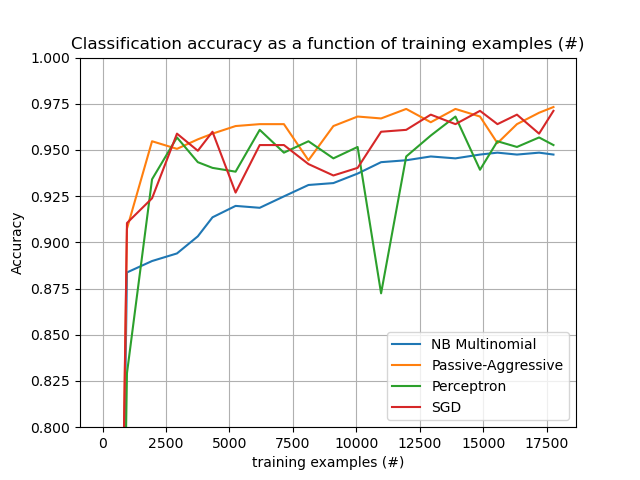 Classification accuracy as a function of training examples (#)
1.000
0.975
0.950
0.925
0.900
0.875
0.850
0.825
0.800
Accuracy
NB Multinomial
Passive-Aggressive
Perceptron
SGD
0 2500 5000 7500 10000 12500 15000 17500
training examples (#)